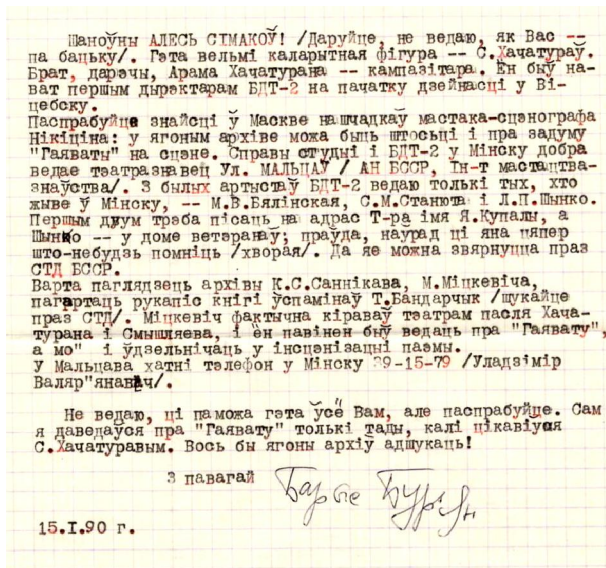 Шаноўны АЛЕСЬ СІМАКОЎ! /Даруйце, не ведаю, як Вас --
па бацьку/. Гэта вельмі каларытная фігура -- С.Хачатураў.
Брат, дарэчы, Арама Хачатурана -- кампазітара. Ён быў на-
ват першым дырэктарам БДТ-2 на пачатку дзейнасці у Ві-
цебску.
Паспрабуйце знайсці ў Маскве нашчадкаў мастака-сцэнографа
Нікіціна: у ягоным архіве можа быць штосьці і пра задуму
"Гаяваты" на сцэне. Справы студыі і БДТ-2 у Мінску добра
ведае тэатразнавец Ул. МАЛЬЦАЎ / АН БССР, Ін-т мастацтва-
знаўства/. З былых артыстаў БДТ-2 ведаю толькі тых, хто
жыве ў Мінску, -- М.В.Бялінская, С.М.Станюта і Л.П.Шынко.
Першым двум трэба пісаць на адрас Т-ра імя Я.Купалы, а
Шынко -- у доме ветэранаў; праўда, наурад ці яна цяпер
што-небудзь помніць /хворая/. Да яе можна звярнуцца праз
СТД БССР.
Варта паглядзець архівы К.С.Саннікава, М.Міцкевіча,
пагартаць рукапіс кнігі ўспамінаў Т.Бандарчык /шукайце
праз СТД/. Міцкевіч фактычна кіраваў тэатрам пасля Хача-
турана і Смышляева, і ён павінен быў ведаць пра "Гаявату",
а мо" і ўдзельнічаць у інсцэнізацыі паэмы.
У Мальцава хатні тэлефон у Мінску 39-15-79 /Уладзімір
Валяр"янавіч/.
Не ведаю, ці паможа гэта ўсё Вам, але паспрабуйце. Сам
я даведаўся пра "Гаявату" толькі тады, калі цікавіўся
С.Хачатуравым. Вось бы ягоны архіў адшукаць!
З павагай Барыс Бур'ян
15.I.90 г.